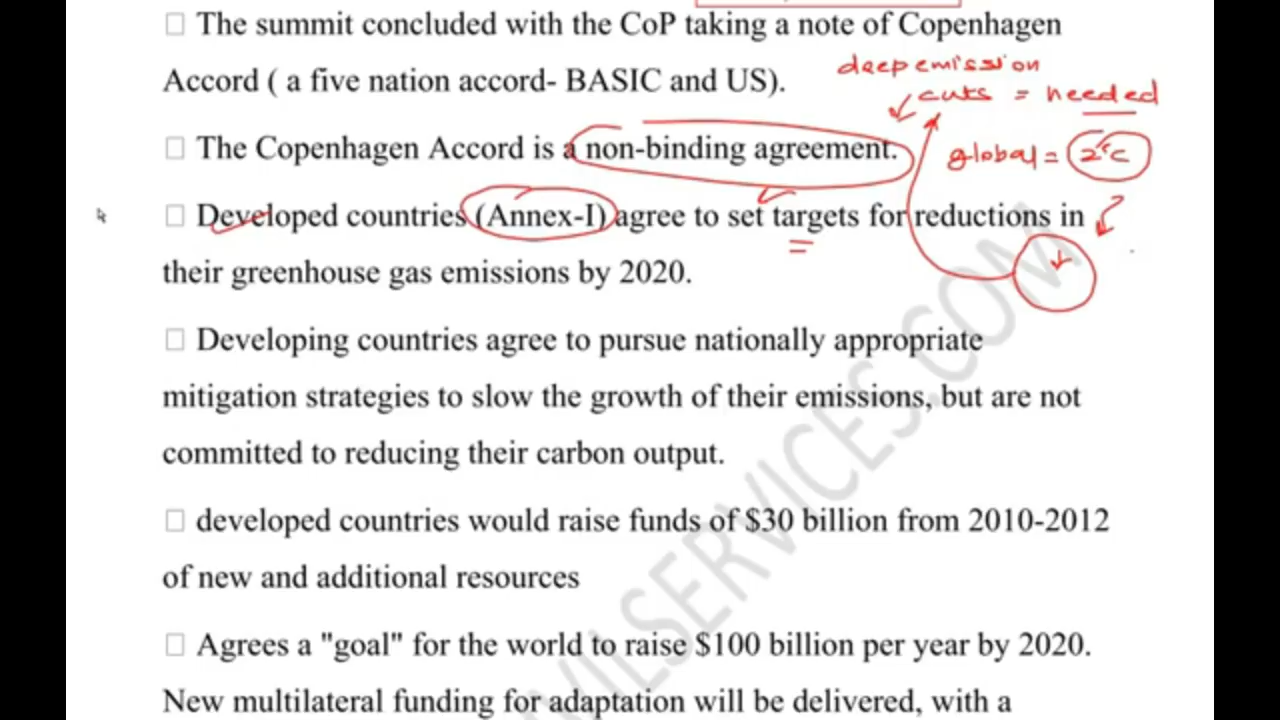 □ The summit concluded with the CoP taking a note of Copenhagen
deep emission
Accord ( a five nation accord- BASIC and US).
cuts = needed
□ The Copenhagen Accord is a non-binding agreement.
global = 2°c
□ Developed countries (Annex-I) agree to set targets for reductions in
their greenhouse gas emissions by 2020.
□ Developing countries agree to pursue nationally appropriate
mitigation strategies to slow the growth of their emissions, but are not
committed to reducing their carbon output.
□ developed countries would raise funds of $30 billion from 2010-2012
of new and additional resources
□ Agrees a "goal" for the world to raise $100 billion per year by 2020.
New multilateral funding for adaptation will be delivered, with a
VILSERVICES.COM